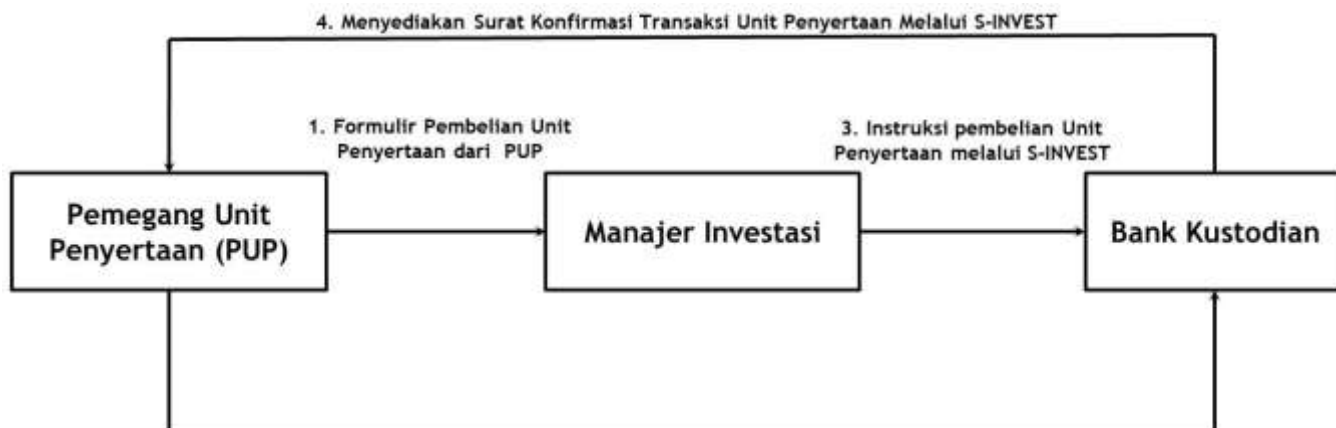 4. Menyediakan Surat Konfirmasi Transaksi Unit Penyertaan Melalui S-INVEST
1. Formulir Pembelian Unit
Penyertaan dari PUP
3. Instruksi pembelian Unit
Penyertaan melalui S-INVEST
Pemegang Unit
Penyertaan (PUP)
Manajer Investasi
Bank Kustodian